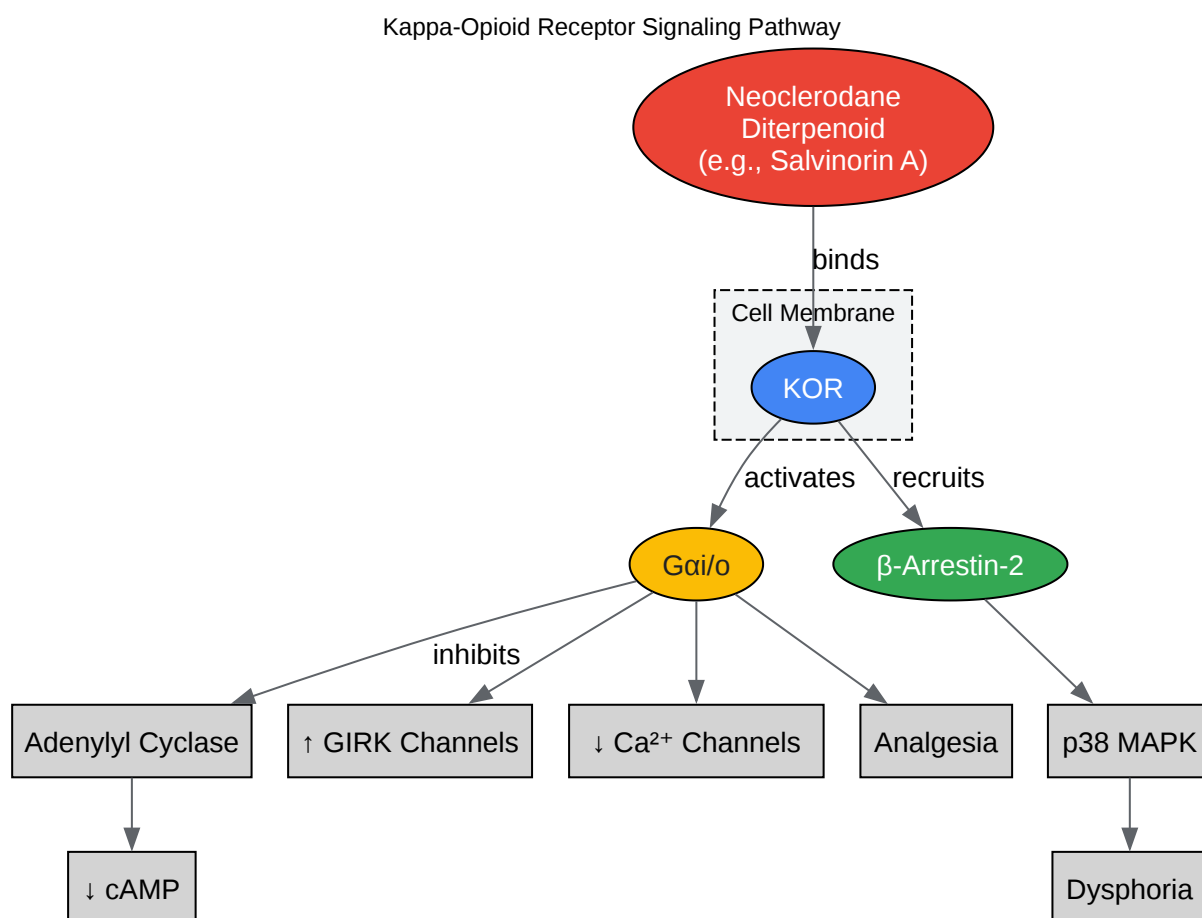 Kappa-Opioid Receptor Signaling Pathway
Neoclerodane
Diterpenoid
(e.g., Salvinorin A)
binds
Cell Membrane
KOR
activates
recruits
Gαi/o
β-Arrestin-2
inhibits
Adenylyl Cyclase
↑ GIRK Channels
↓ Ca²⁺ Channels
Analgesia
p38 MAPK
↓ cAMP
Dysphoria